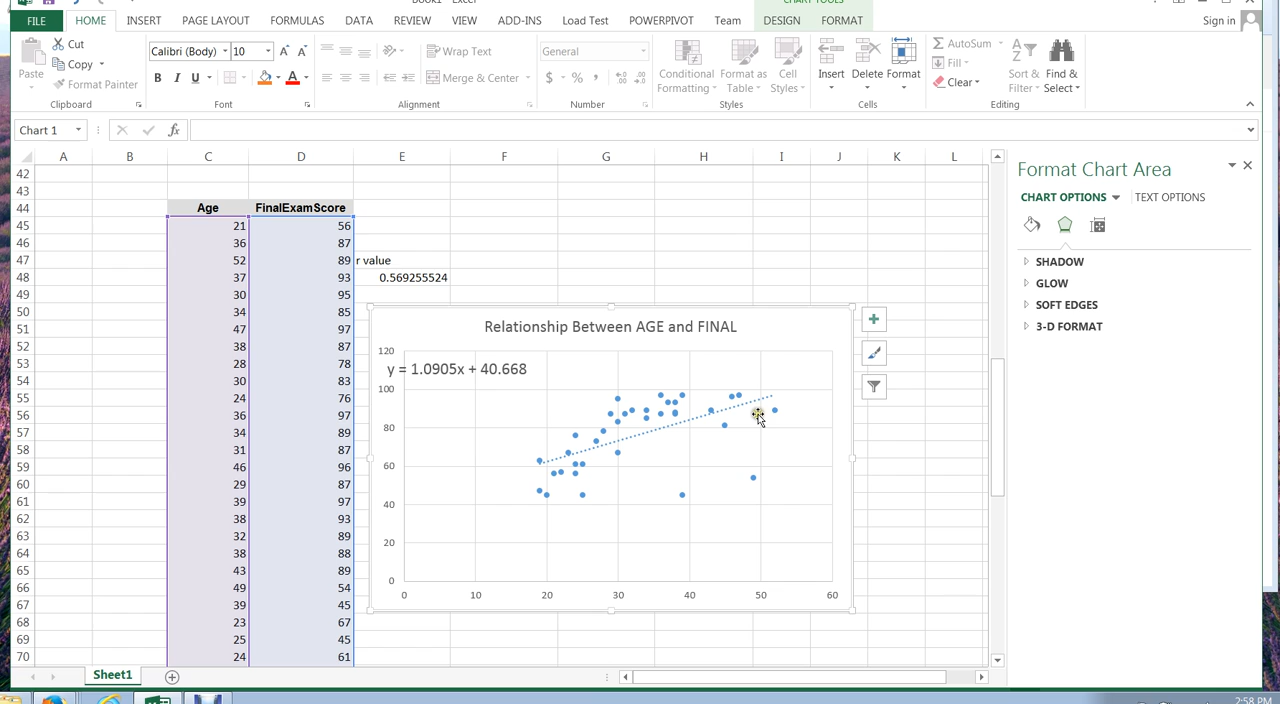 Book1 - Excel
CHART TOOLS
FILE HOME INSERT PAGE LAYOUT FORMULAS DATA REVIEW VIEW ADD-INS Load Test POWERPIVOT Team DESIGN FORMAT Sign in
Paste Cut Copy Format Painter
Calibri (Body) 10 A A
B I U A
Wrap Text
Merge & Center
General
$ %
Conditional Formatting Format as Table Cell Styles
Insert Delete Format
AutoSum Fill Clear
Sort & Filter Find & Select
Clipboard Font Alignment Number Styles Cells Editing
Chart 1 fx
A B C D E F G H I J K L
42
43
44 Age FinalExamScore
45 21 56
46 36 87
47 52 89 r value
48 37 93 0.569255524
49 30 95
50 34 85
51 47 97
52 38 87
53 28 78
54 30 83
55 24 76
56 36 97
57 34 89
58 31 87
59 46 96
60 29 87
61 39 97
62 38 93
63 32 89
64 38 88
65 43 89
66 49 54
67 39 45
68 23 67
69 25 45
70 24 61
Relationship Between AGE and FINAL
y = 1.0905x + 40.668
120
100
80
60
40
20
0
0 10 20 30 40 50 60
Format Chart Area
CHART OPTIONS TEXT OPTIONS
SHADOW
GLOW
SOFT EDGES
3-D FORMAT
Sheet1
2:58 PM